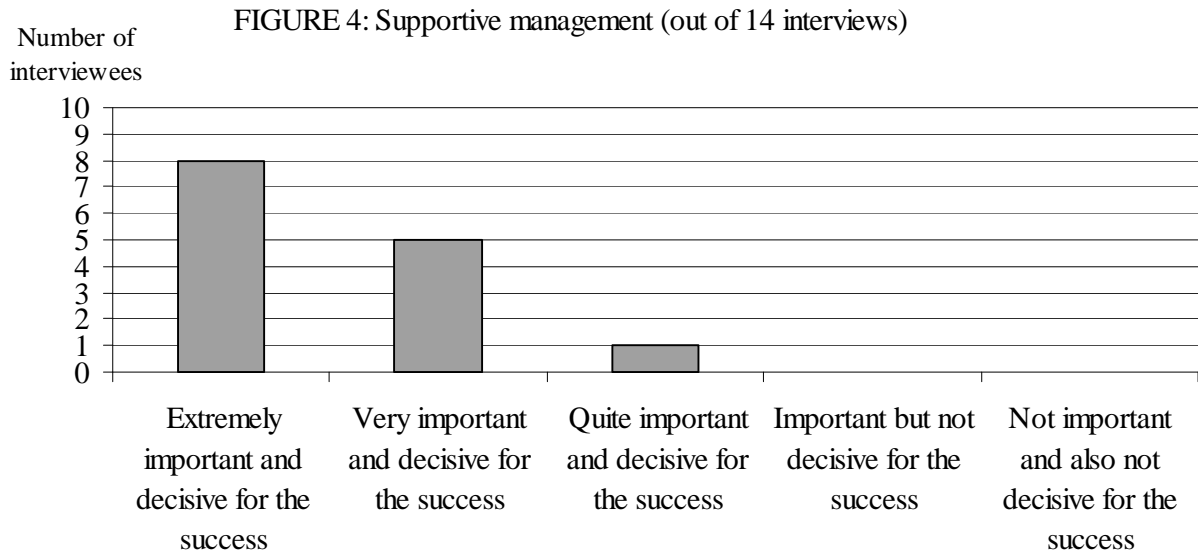 FIGURE 4: Supportive management (out of 14 interviews)
Number of
interviewees
10
9
8
7
6
5
4
3
2
1
0
Extremely
important and
decisive for the
success
Very important
and decisive for
the success
Quite important
and decisive for
the success
Important but not
decisive for the
success
Not important
and also not
decisive for the
success